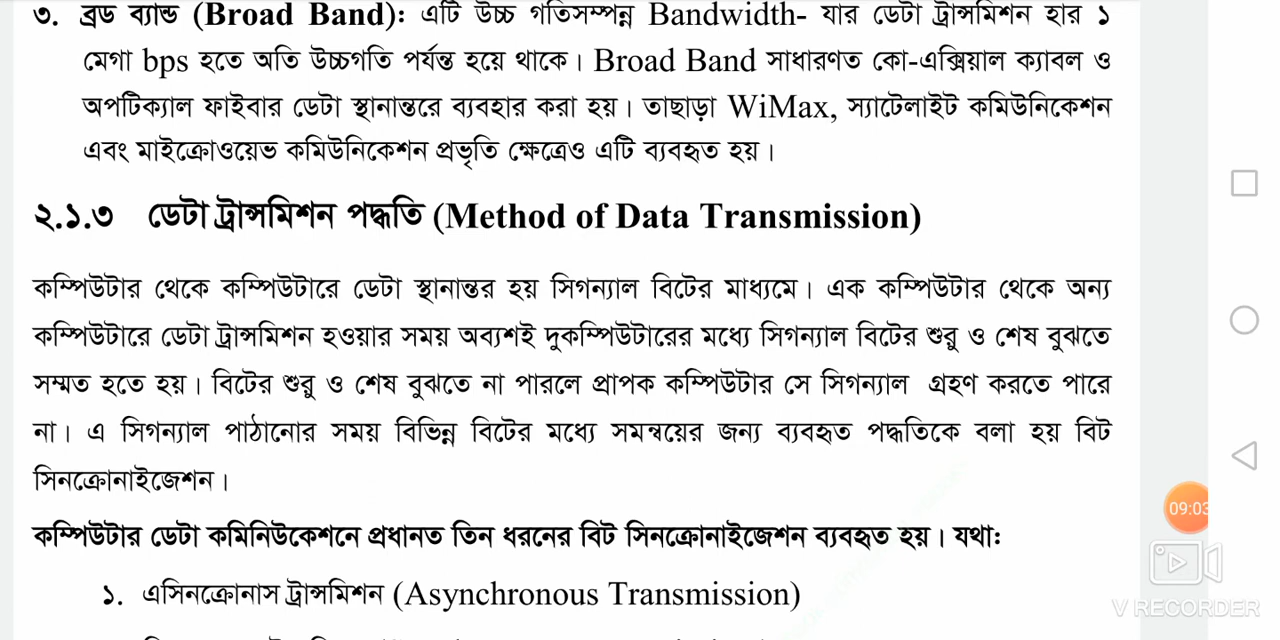 ৩. ব্রড ব্যান্ড (Broad Band): এটি উচ্চ গতিসম্পন্ন Bandwidth- যার ডেটা ট্রান্সমিশন হার ১
মেগা bps হতে অতি উচ্চগতি পর্যন্ত হয়ে থাকে। Broad Band সাধারণত কো-এক্সিয়াল ক্যাবল ও
অপটিক্যাল ফাইবার ডেটা স্থানান্তরে ব্যবহার করা হয়। তাছাড়া WiMax, স্যাটেলাইট কমিউনিকেশন
এবং মাইক্রোওয়েভ কমিউনিকেশন প্রভৃতি ক্ষেত্রেও এটি ব্যবহৃত হয়।
২.১.৩ ডেটা ট্রান্সমিশন পদ্ধতি (Method of Data Transmission)
কম্পিউটার থেকে কম্পিউটারে ডেটা স্থানান্তর হয় সিগন্যাল বিটের মাধ্যমে। এক কম্পিউটার থেকে অন্য
কম্পিউটারে ডেটা ট্রান্সমিশন হওয়ার সময় অব্যশই দুকম্পিউটারের মধ্যে সিগন্যাল বিটের শুরু ও শেষ বুঝতে
সম্মত হতে হয়। বিটের শুরু ও শেষ বুঝতে না পারলে প্রাপক কম্পিউটার সে সিগন্যাল গ্রহণ করতে পারে
না। এ সিগন্যাল পাঠানোর সময় বিভিন্ন বিটের মধ্যে সমন্বয়ের জন্য ব্যবহৃত পদ্ধতিকে বলা হয় বিট
সিনক্রোনাইজেশন।
কম্পিউটার ডেটা কমিনিউকেশনে প্রধানত তিন ধরনের বিট সিনক্রোনাইজেশন ব্যবহৃত হয়। যথা:
১. এসিনক্রোনাস ট্রান্সমিশন (Asynchronous Transmission)
09:03
V RECORDER